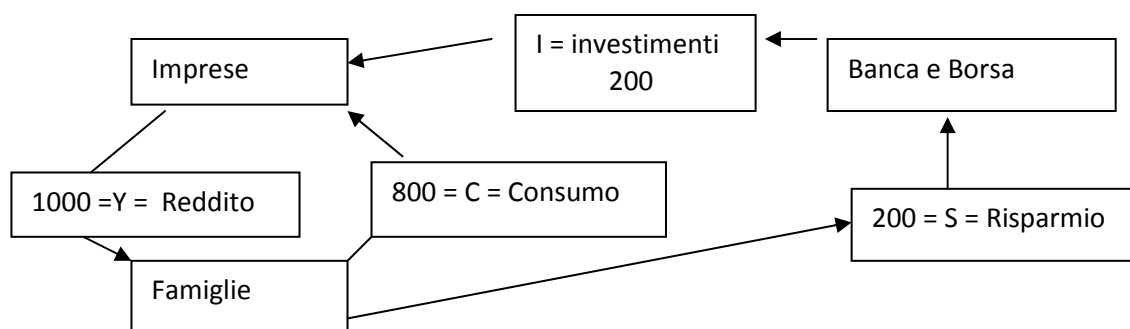 I = investimenti
200
Imprese
Banca e Borsa
1000 =Y = Reddito
800 = C = Consumo
200 = S = Risparmio
Famiglie